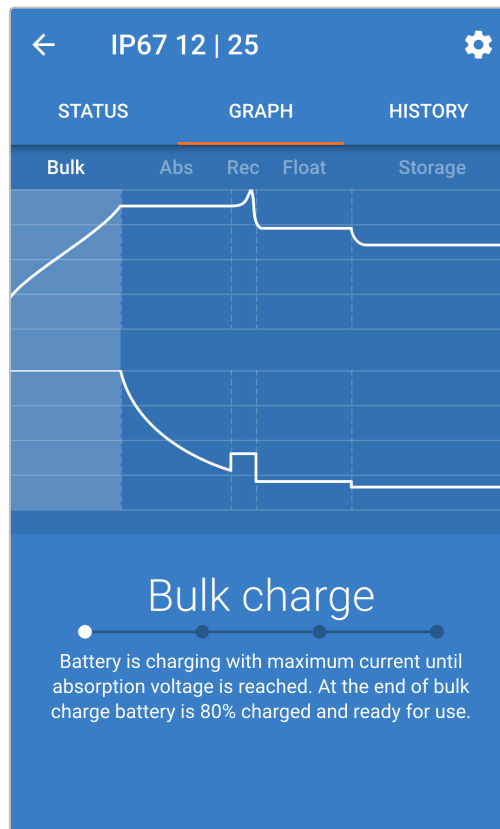 IP67 12 | 25
STATUS GRAPH HISTORY
Bulk Abs Rec Float Storage
Bulk charge
Battery is charging with maximum current until
absorption voltage is reached. At the end of bulk
charge battery is 80% charged and ready for use.